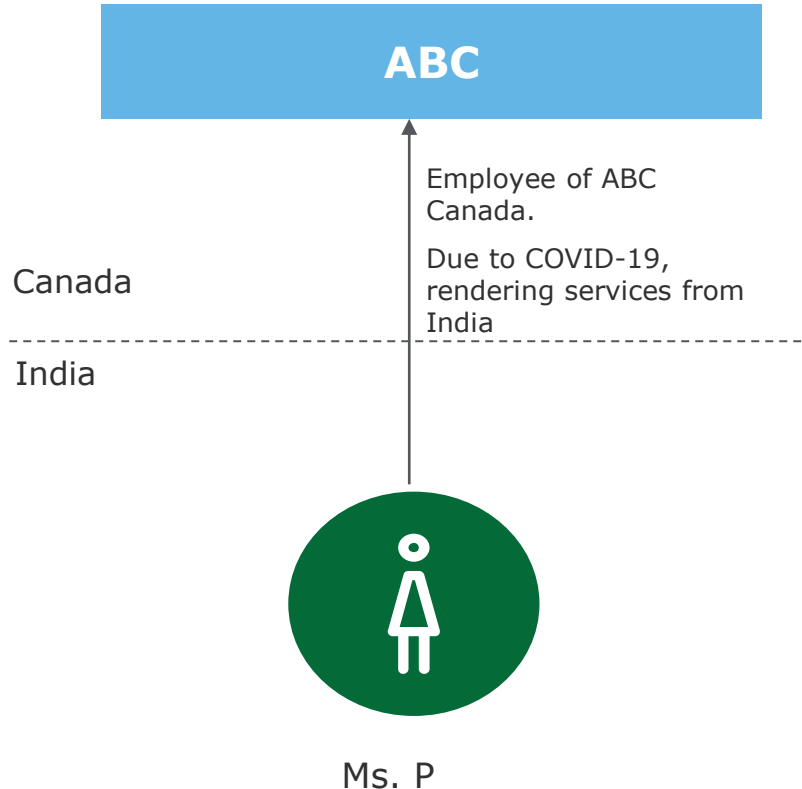 ABC
Employee of ABC
Canada.
Due to COVID-19,
rendering services from
India
Canada
India
Ms. P